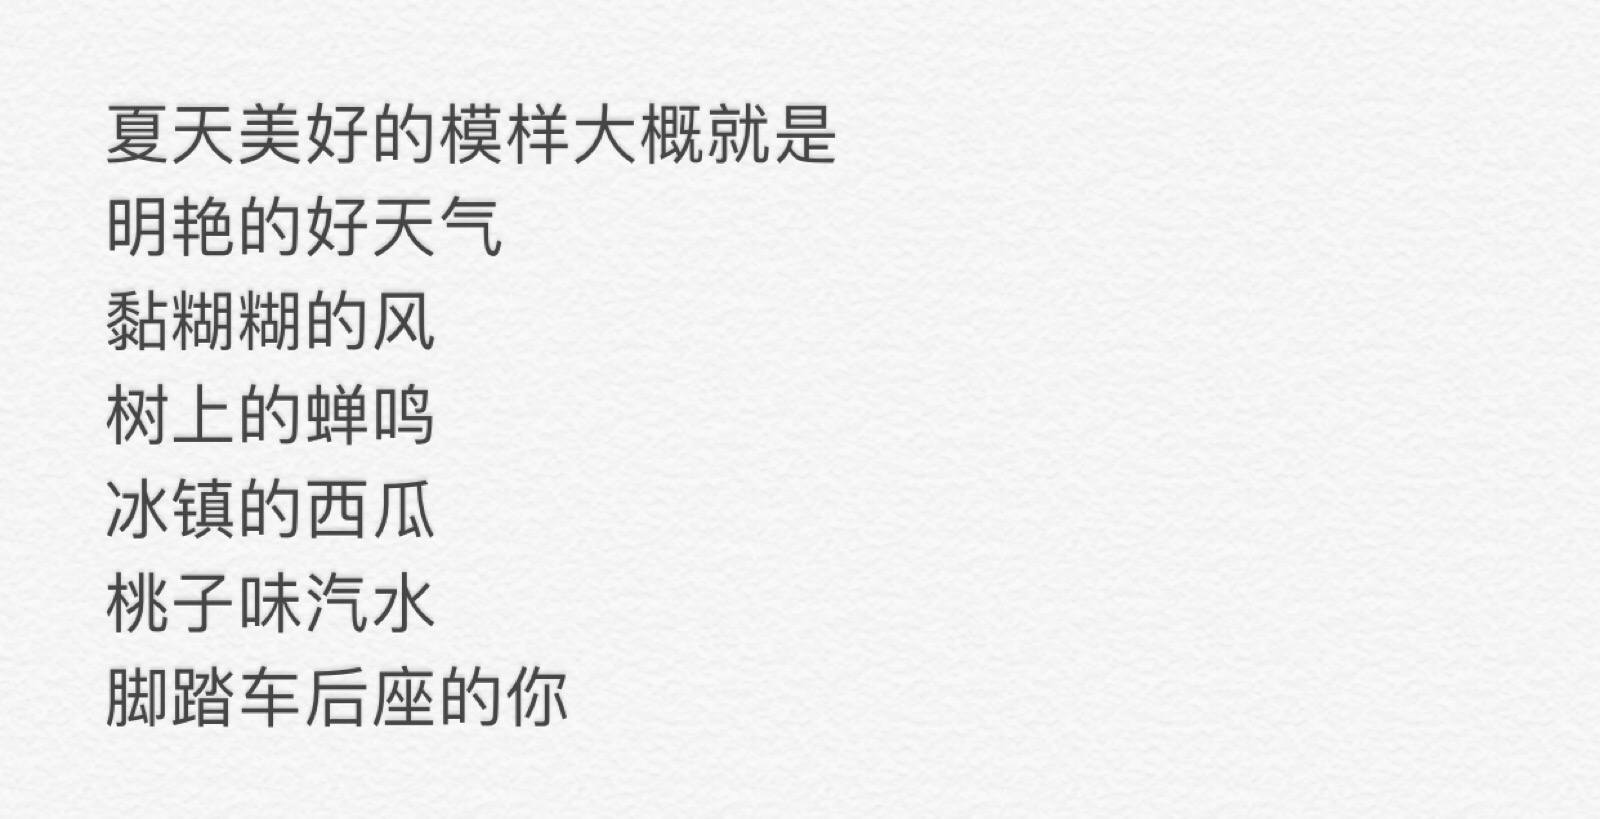 夏天美好的模样大概就是
明艳的好天气
黏糊糊的风
树上的蝉鸣
冰镇的西瓜
桃子味汽水
脚踏车后座的你